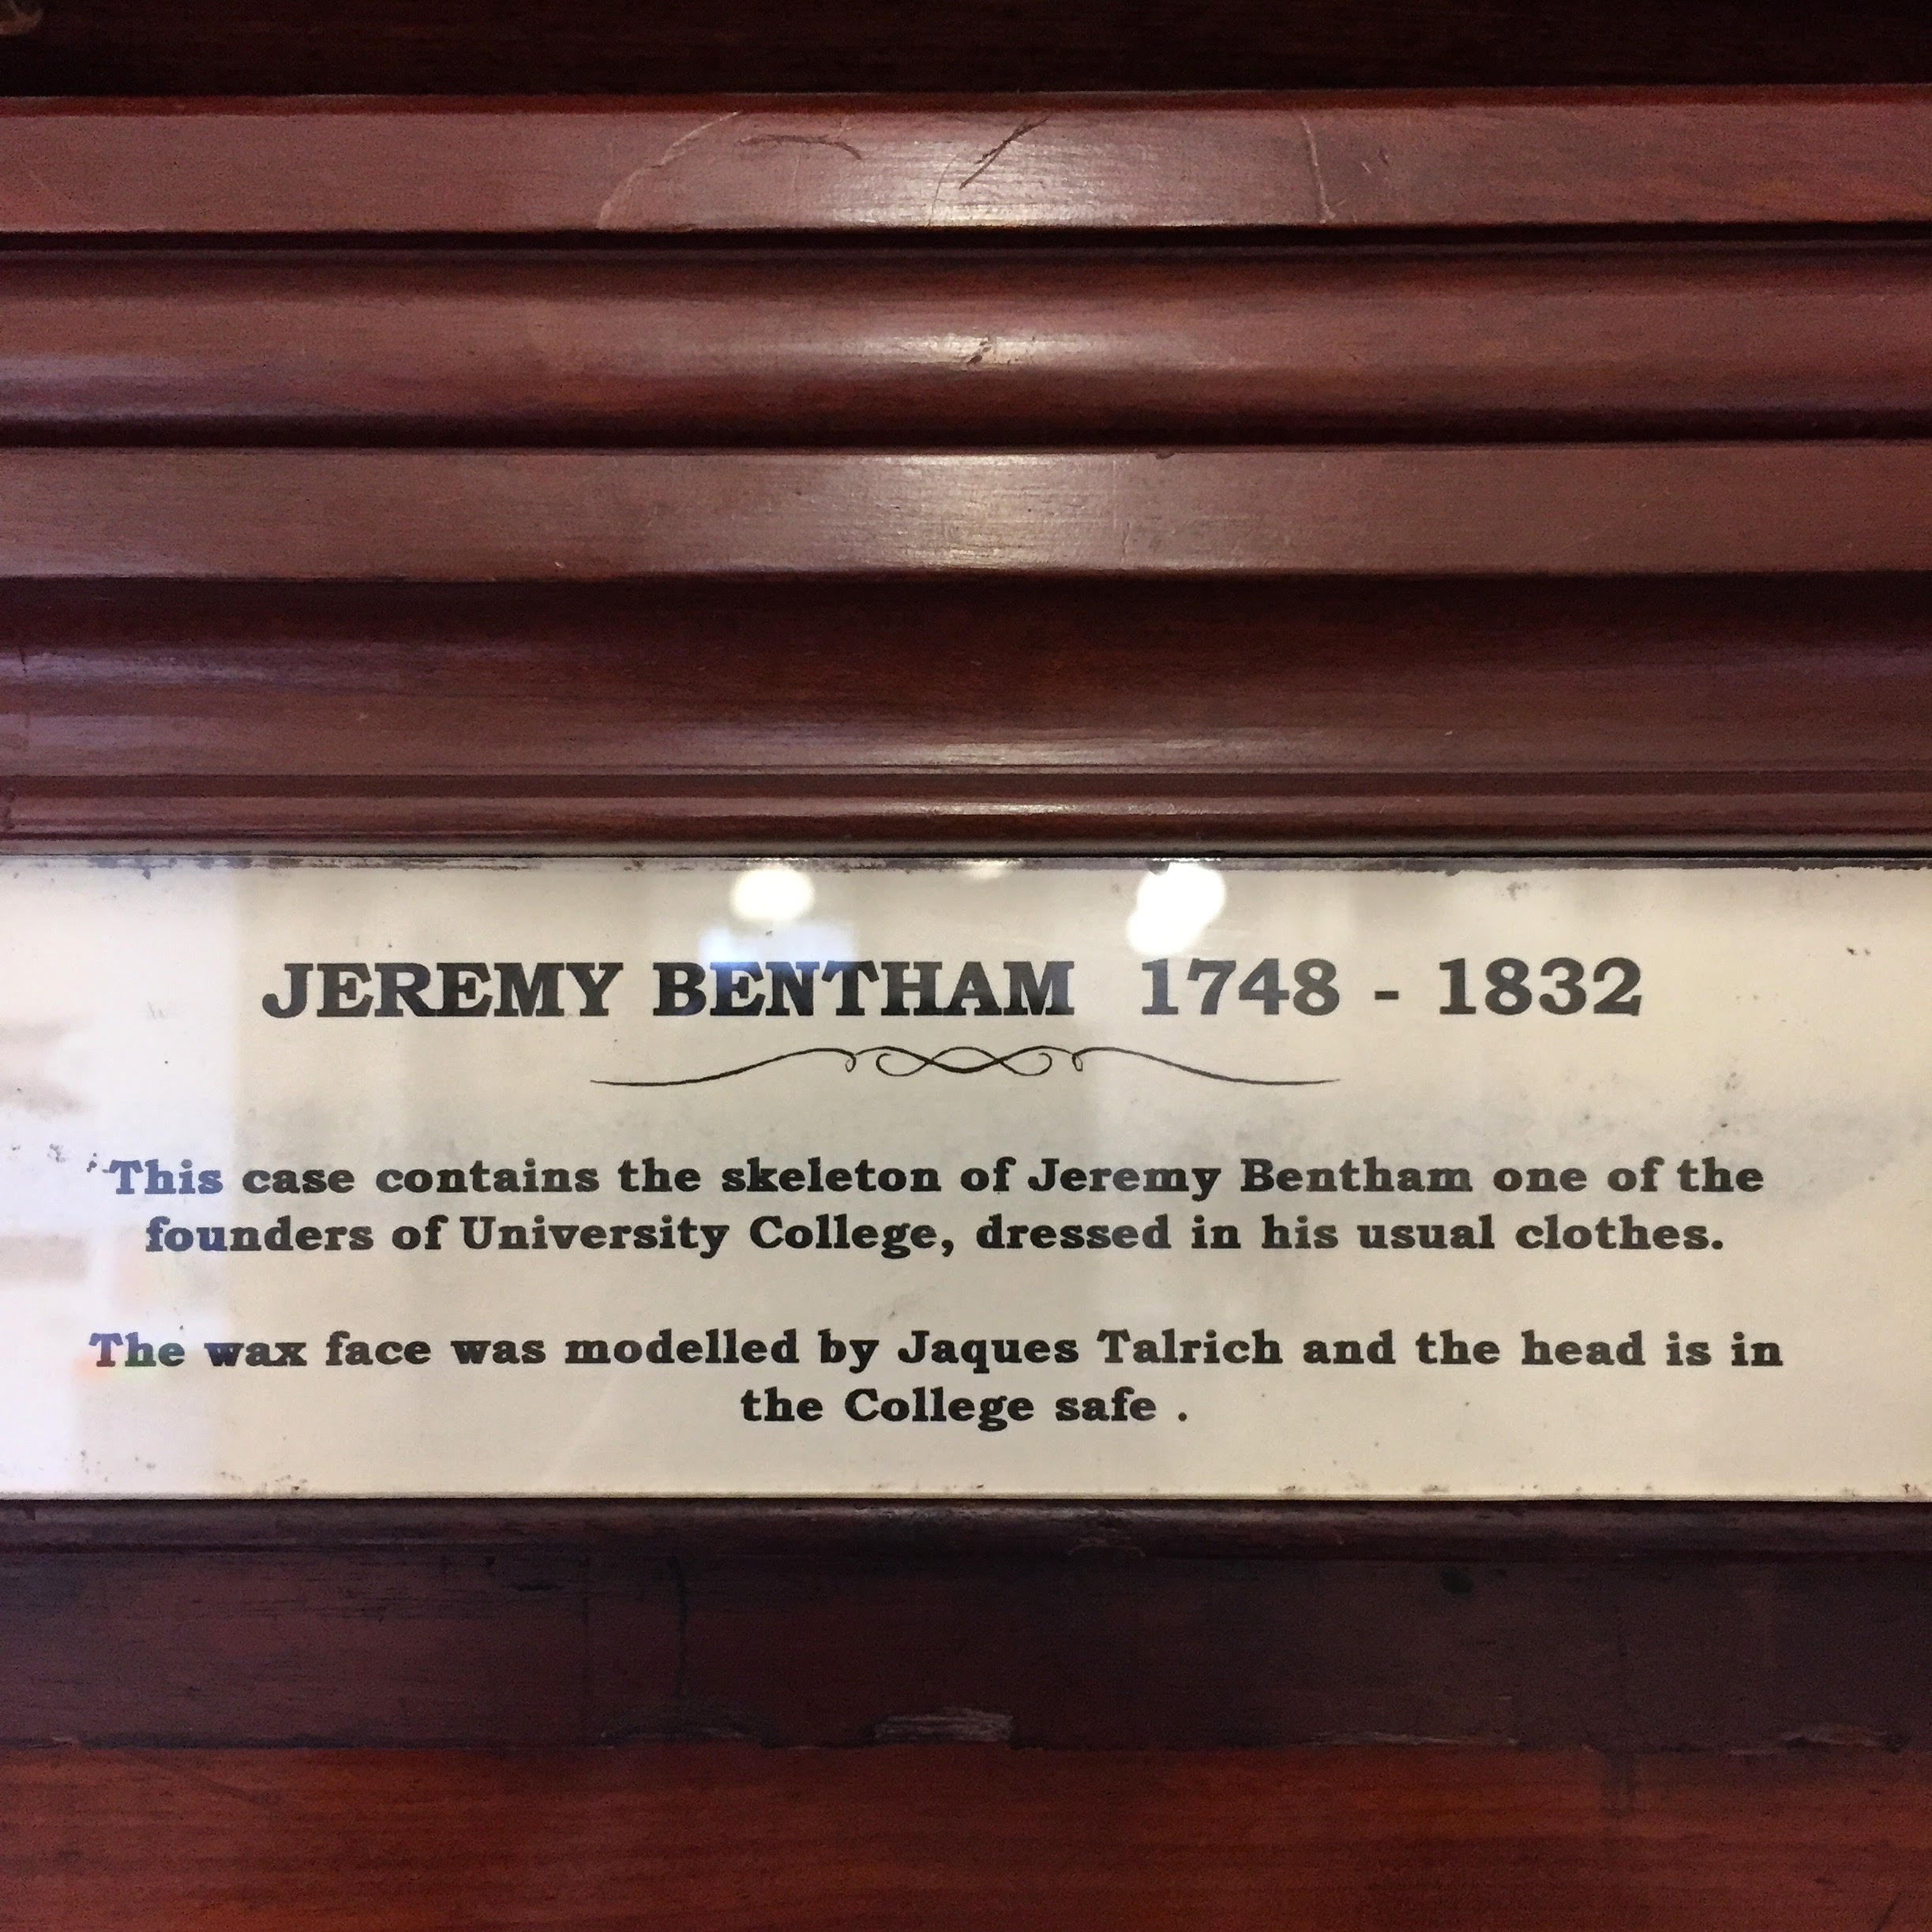 JEREMY BENTHAM 1748 - 1832
This case contains the skeleton of Jeremy Bentham one of the
founders of University College, dressed in his usual clothes.
The wax face was modelled by Jaques Talrich and the head is in
the College safe .